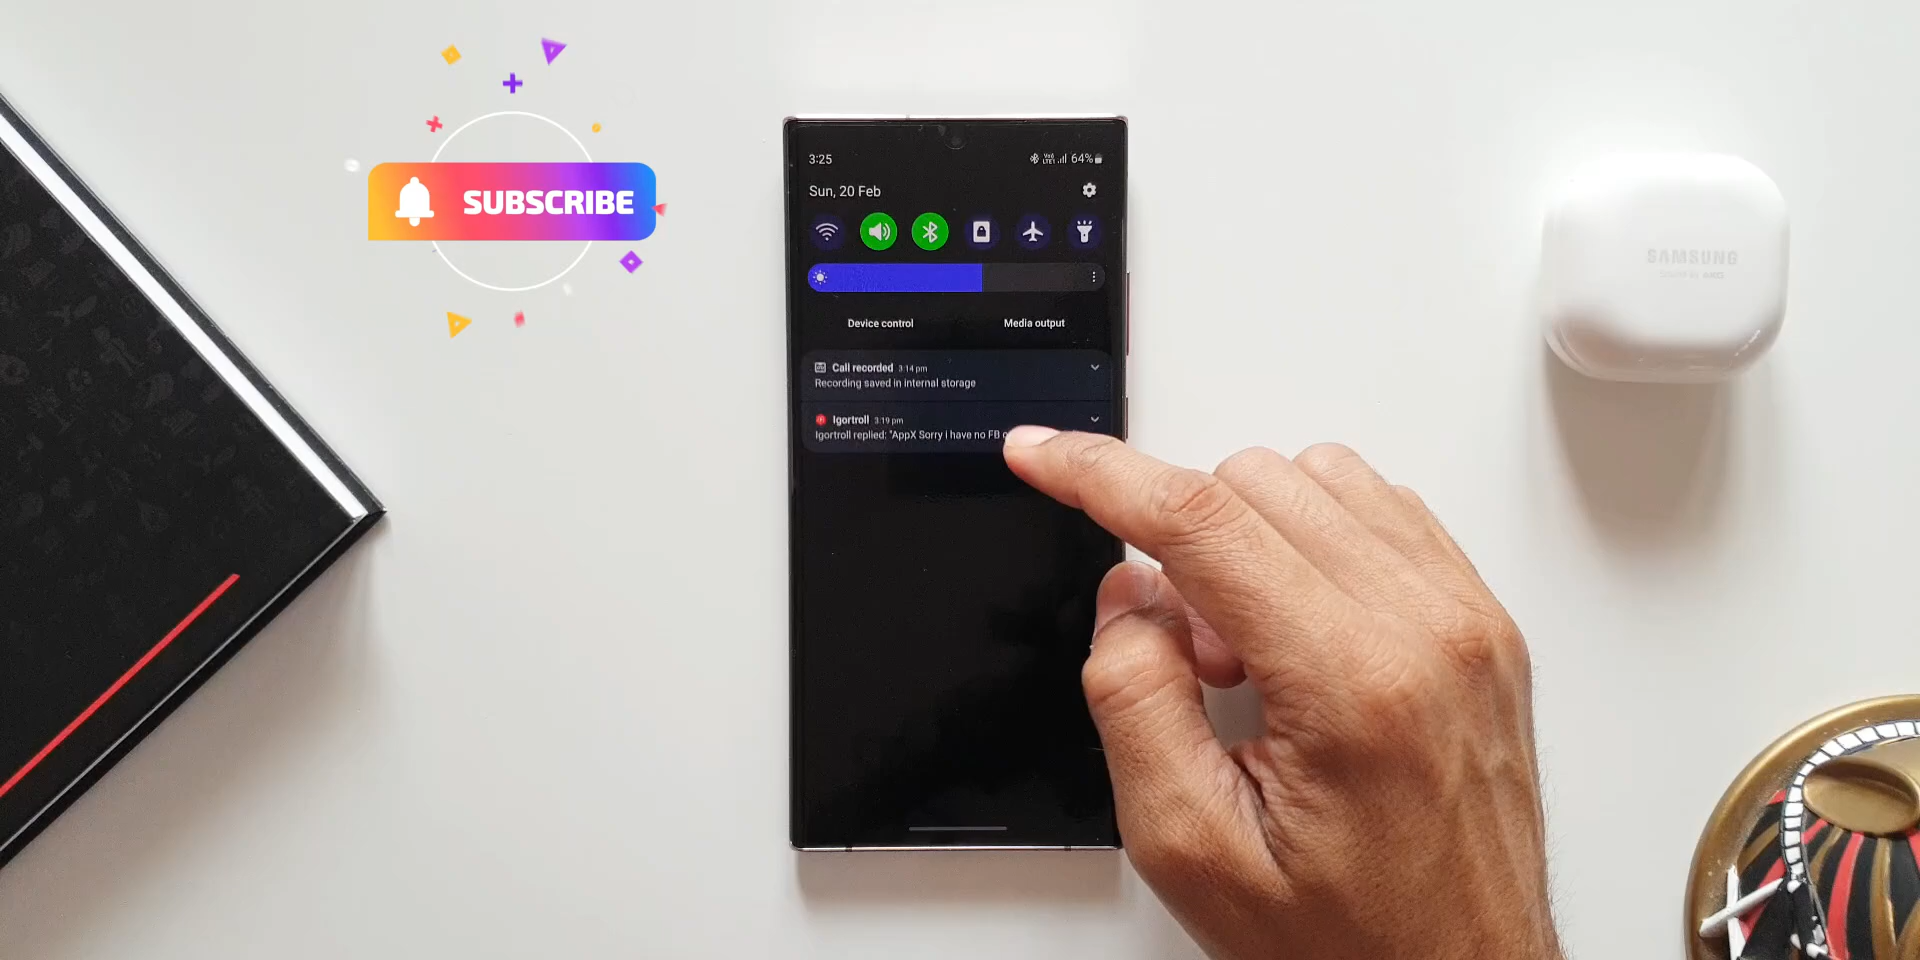 SUBSCRIBE
3:25
64%
Sun, 20 Feb
Device control
Media output
Call recorded 3:14 pm
Recording saved in internal storage
Igortroll 3:19 pm
Igortroll replied: "AppX Sorry i have no FB
SAMSUNG